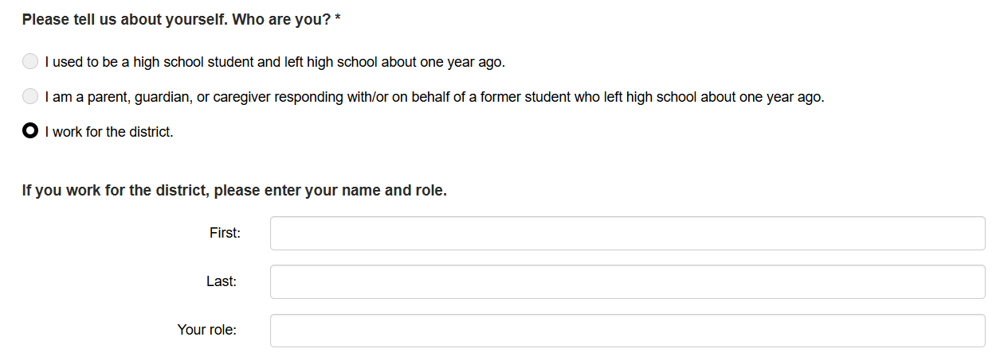 Please tell us about yourself. Who are you? *
I used to be a high school student and left high school about one year ago.
I am a parent, guardian, or caregiver responding with/or on behalf of a former student who left high school about one year ago.
I work for the district.
If you work for the district, please enter your name and role.
First:
Last:
Your role: